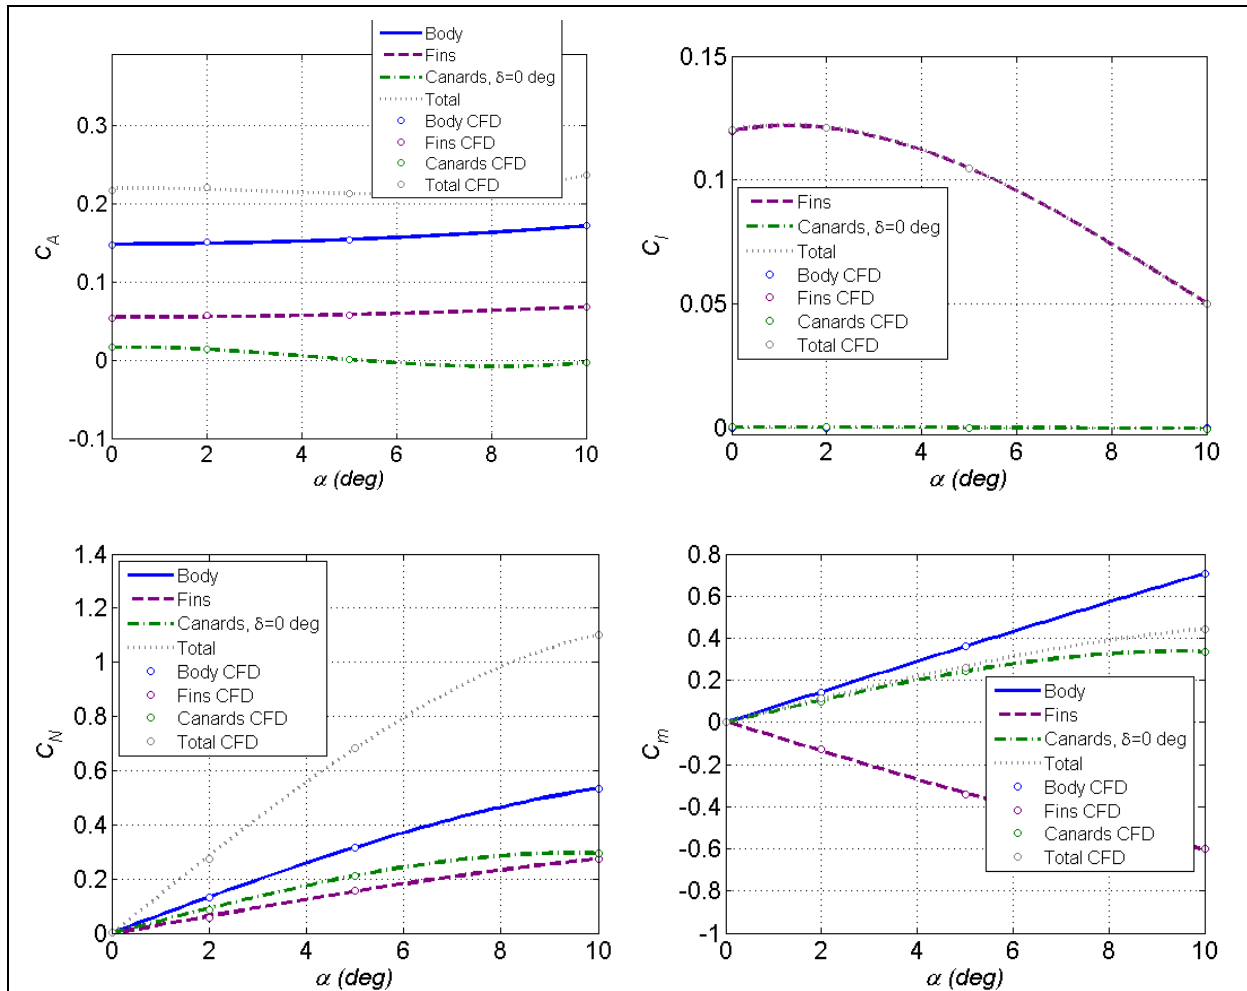 Body
Fins
Canards, δ=0 deg
Total
Body CFD
Fins CFD
Canards CFD
Total CFD
0.3
0.2
0.1
0
-0.1
C_A
0 2 4 6 8 10
α (deg)
0.15
0.1
0.05
0
C_l
Fins
Canards, δ=0 deg
Total
Body CFD
Fins CFD
Canards CFD
Total CFD
0 2 4 6 8 10
α (deg)
1.4
1.2
1
0.8
0.6
0.4
0.2
0
C_N
Body
Fins
Canards, δ=0 deg
Total
Body CFD
Fins CFD
Canards CFD
Total CFD
0 2 4 6 8 10
α (deg)
0.8
0.6
0.4
0.2
0
-0.2
-0.4
-0.6
-0.8
-1
C_m
Body
Fins
Canards, δ=0 deg
Total
Body CFD
Fins CFD
Canards CFD
Total CFD
0 2 4 6 8 10
α (deg)